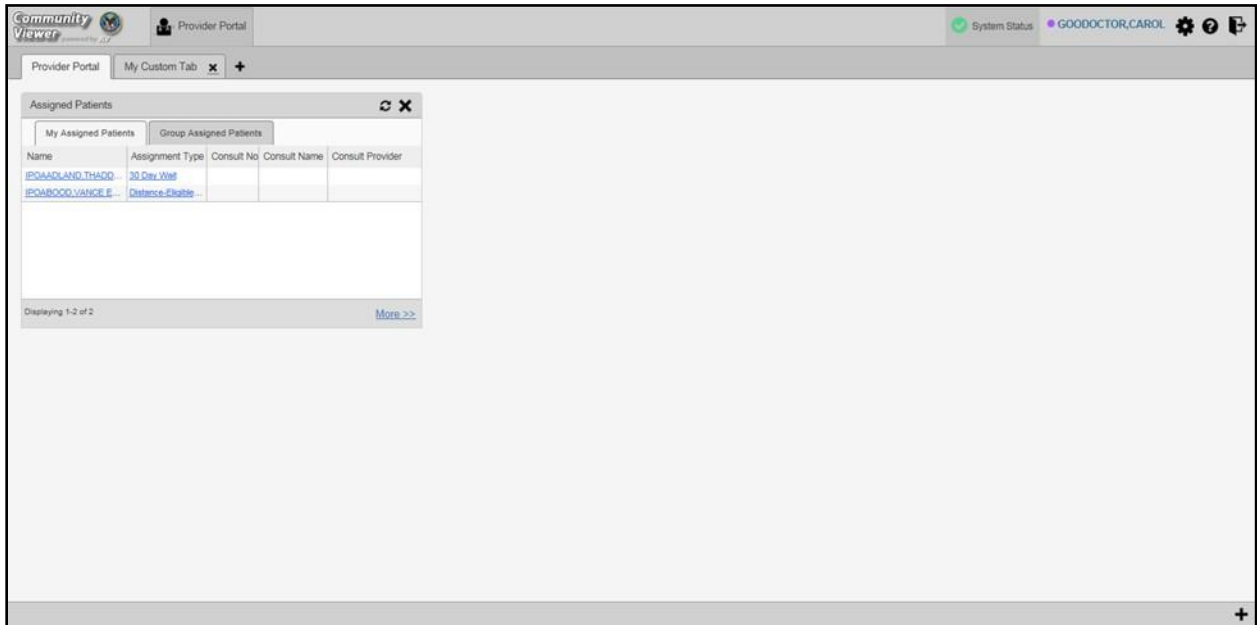 Community
Viewer powered by
Provider Portal
System Status
GOODOCTOR,CAROL
Provider Portal
My Custom Tab
Assigned Patients
My Assigned Patients
Group Assigned Patients
Name Assignment Type Consult No Consult Name Consult Provider
IPOAADLAND,THADD... 30 Day Wait
IPOABOOD,VANCE E... Distance-Eligible...
Displaying 1-2 of 2
More >>